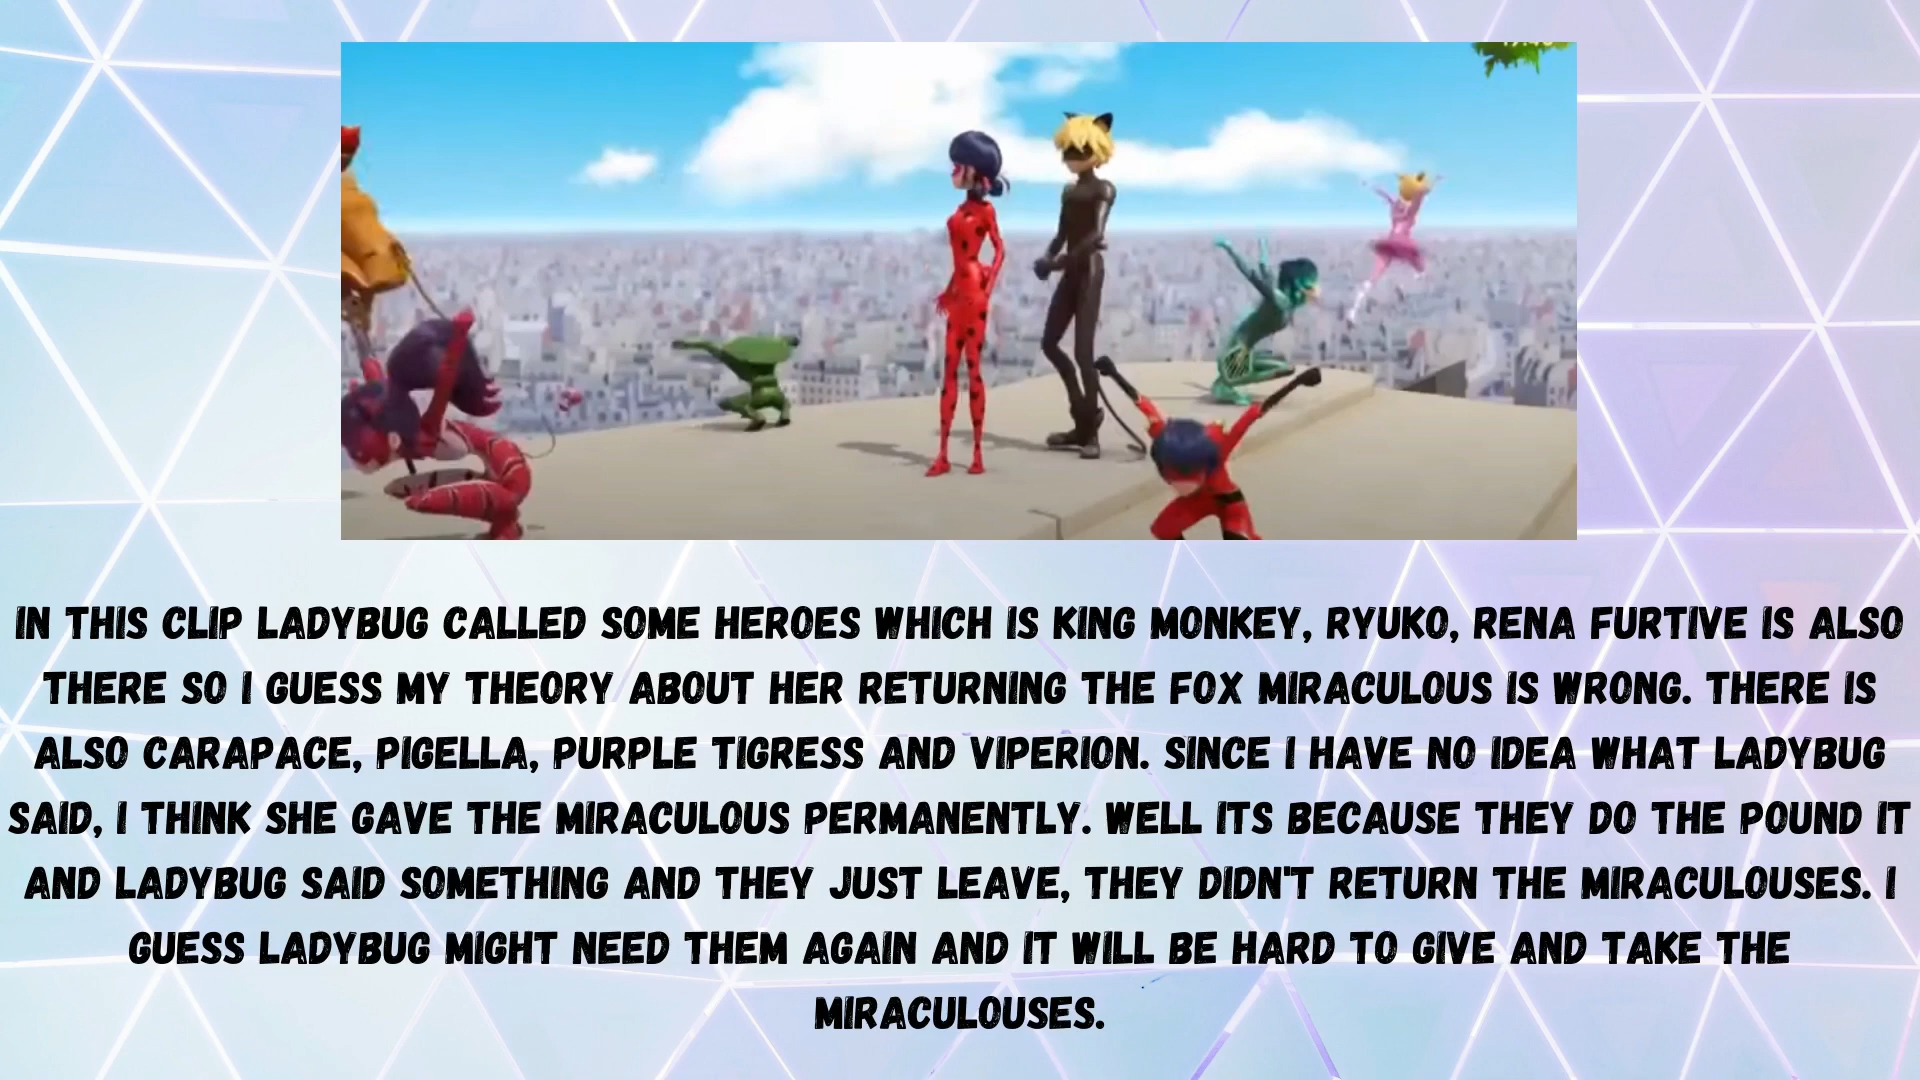 IN THIS CLIP LADYBUG CALLED SOME HEROES WHICH IS KING MONKEY, RYUKO, RENA FURTIVE IS ALSO
THERE SO I GUESS MY THEORY ABOUT HER RETURNING THE FOX MIRACULOUS IS WRONG. THERE IS
ALSO CARAPACE, PIGELLA, PURPLE TIGRESS AND VIPERION. SINCE I HAVE NO IDEA WHAT LADYBUG
SAID, I THINK SHE GAVE THE MIRACULOUS PERMANENTLY. WELL ITS BECAUSE THEY DO THE POUND IT
AND LADYBUG SAID SOMETHING AND THEY JUST LEAVE, THEY DIDN'T RETURN THE MIRACULOUSES. I
GUESS LADYBUG MIGHT NEED THEM AGAIN AND IT WILL BE HARD TO GIVE AND TAKE THE
MIRACULOUSES.